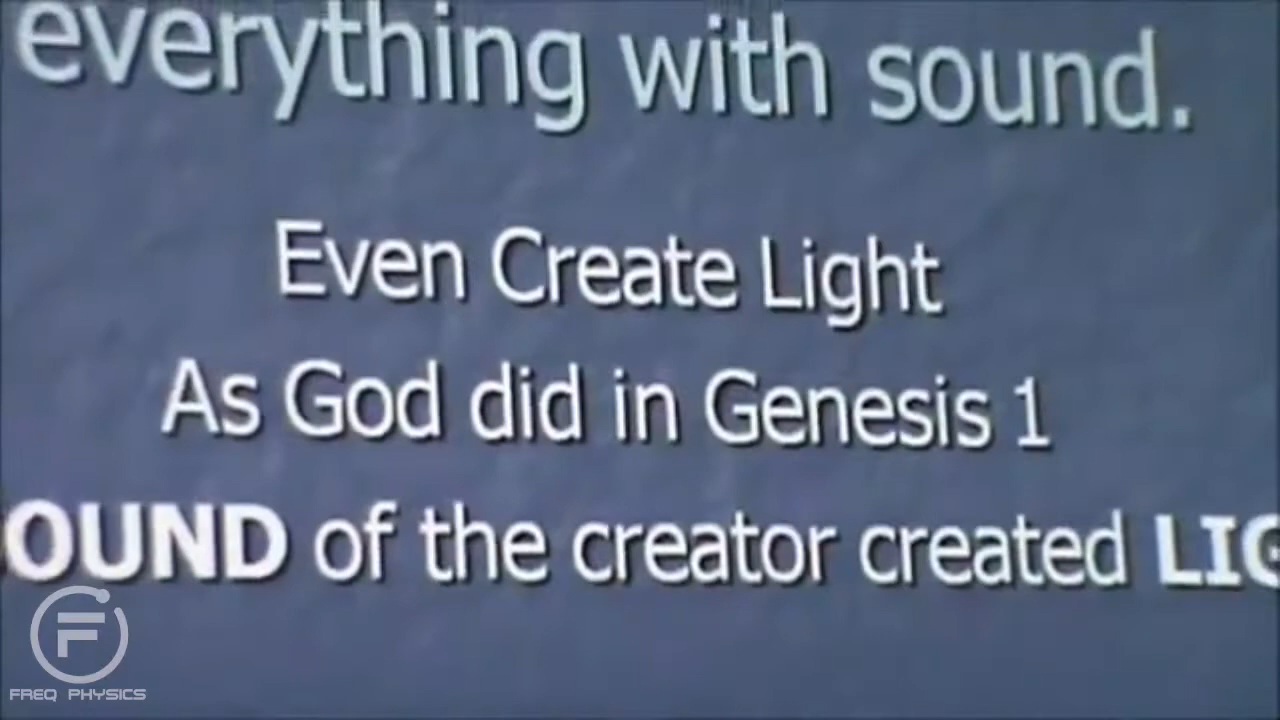 everything with sound.
Even Create Light
As God did in Genesis 1
OUND of the creator created LIG
FREQ PHYSICS